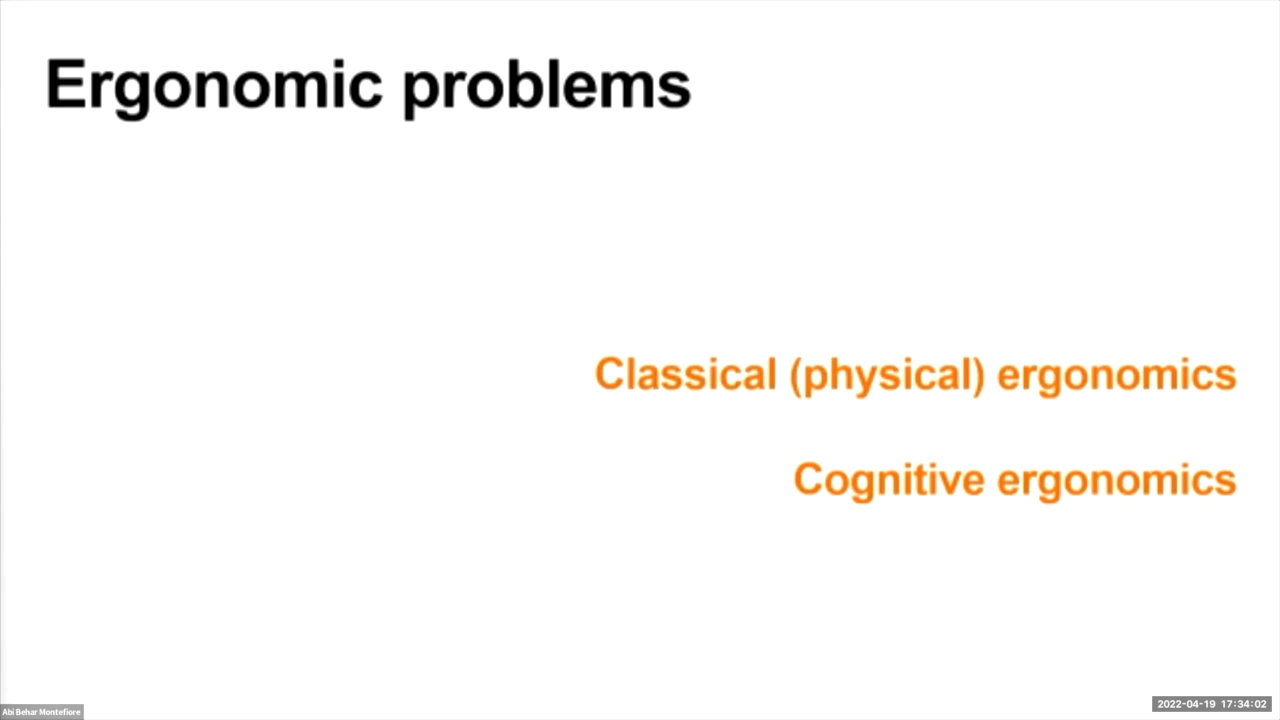 Ergonomic problems
Classical (physical) ergonomics
Cognitive ergonomics
Abi Behar Montefiore
2022-04-19 17:34:02